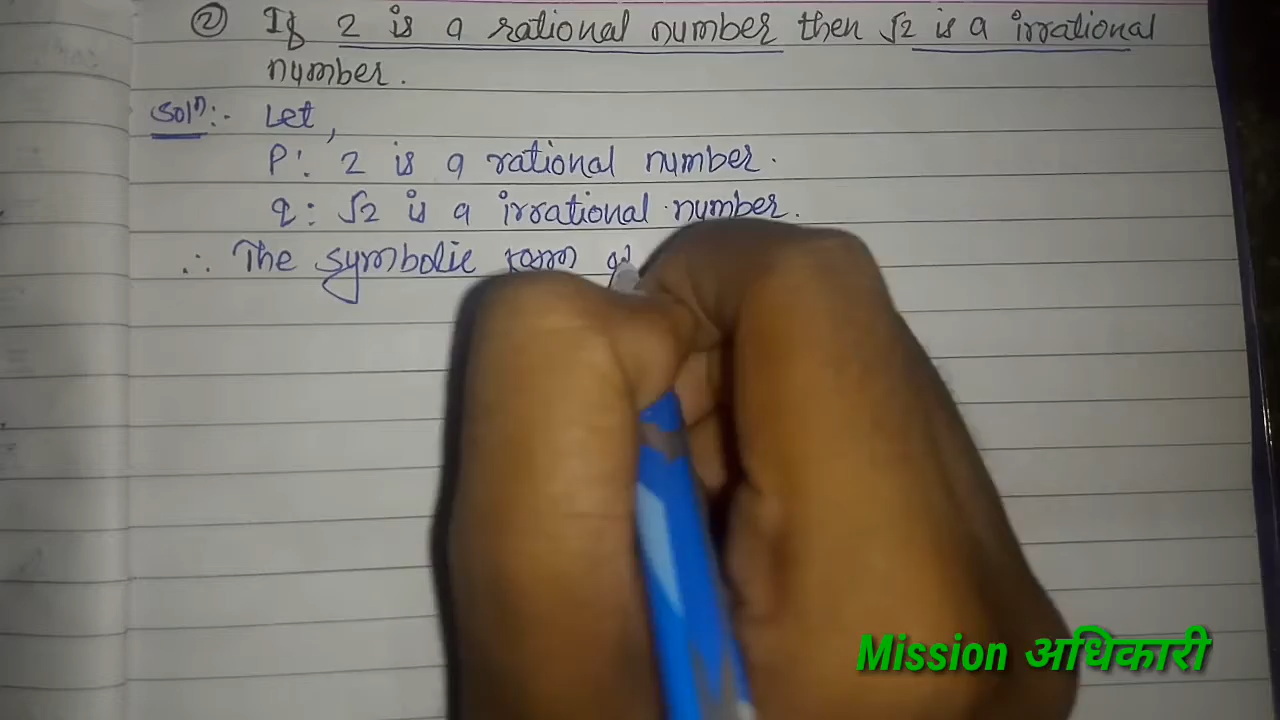 ② If 2 is a rational number then √2 is a irrational
number.
Solⁿ:- Let,
P: 2 is a rational number.
q: √2 is a irrational number.
∴ The symbolic form
Mission अधिकारी